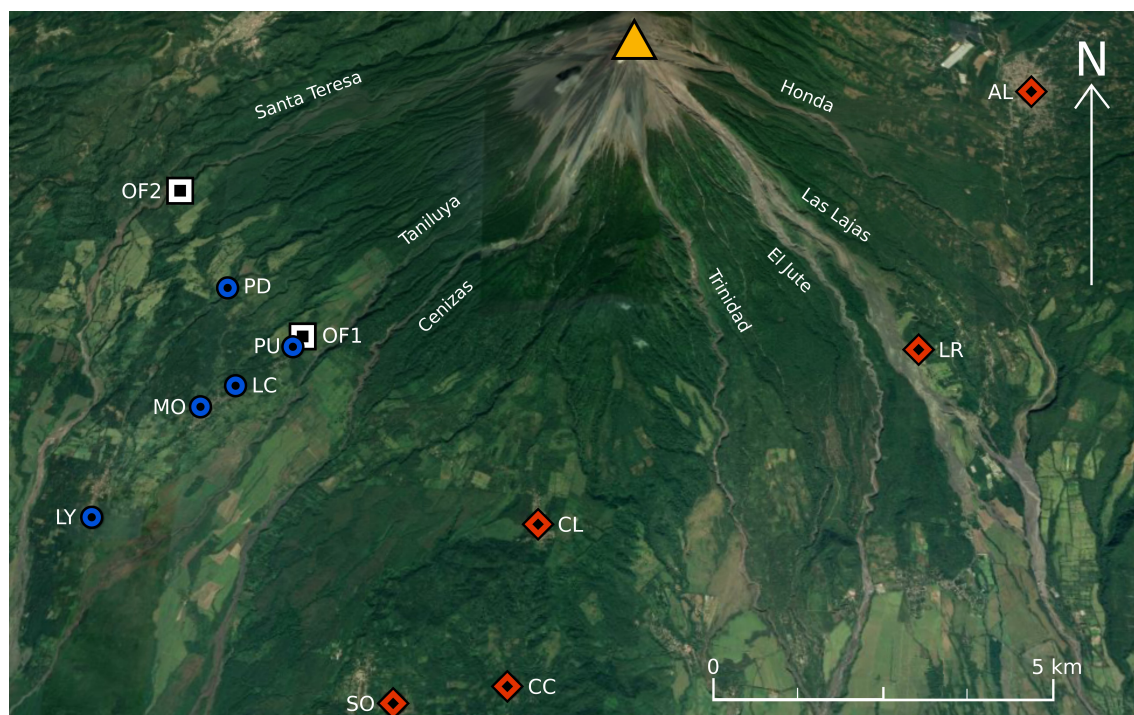 N
Santa Teresa
Honda
AL
OF2
Taniluya
Las Lajas
El Jute
PD
Cenizas
Trinidad
PU
OF1
LR
LC
MO
LY
CL
0
5 km
CC
SO